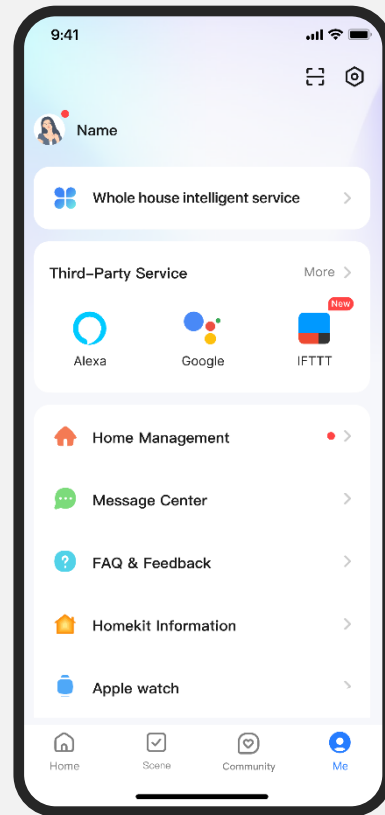 9:41
Name
Whole house intelligent service
Third-Party Service
More
New
Alexa
Google
IFTTT
Home Management
Message Center
FAQ & Feedback
Homekit Information
Apple watch
Home
Scene
Community
Me